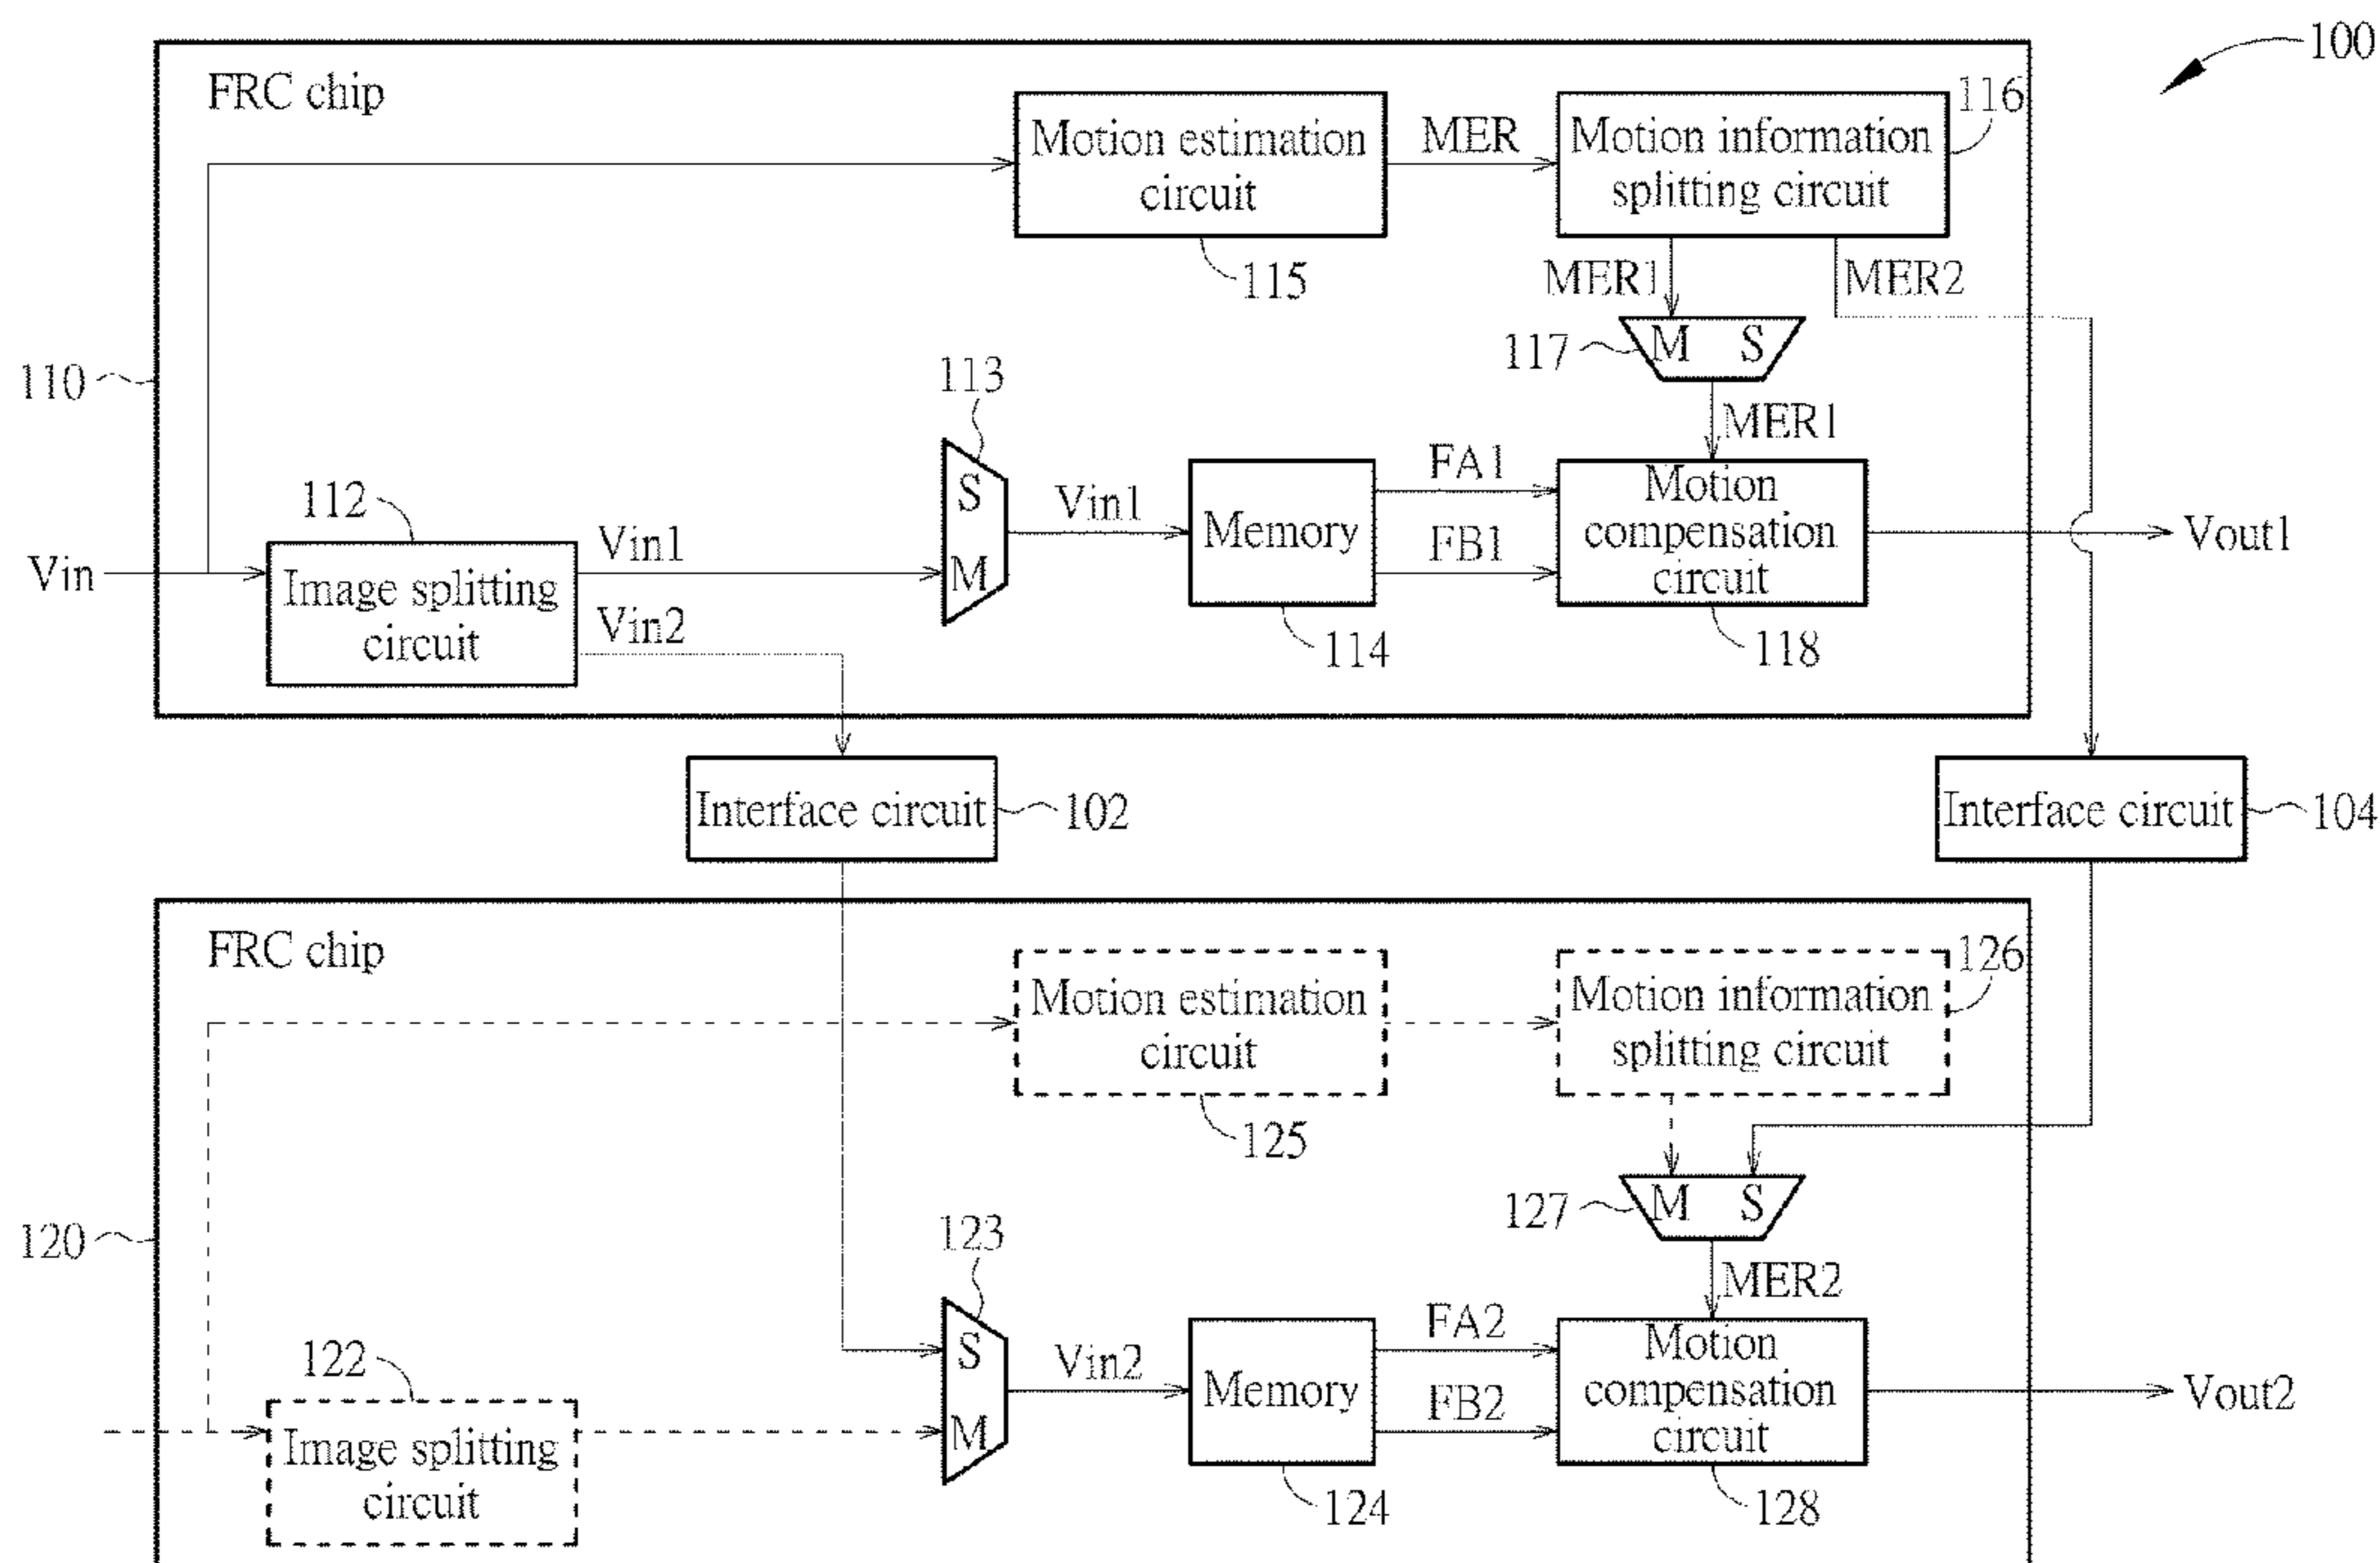 100
FRC chip
116
Motion estimation
circuit
MER
Motion information
splitting circuit
115
MER1
MER2
117
M S
110
113
MER1
S
M
112
Vin1
FA1
Motion
compensation
circuit
Vin
Vin1
Memory
FB1
Vout1
Image splitting
circuit
Vin2
114
118
Interface circuit
102
Interface circuit
104
FRC chip
126
Motion estimation
circuit
Motion information
splitting circuit
125
127
M S
120
123
MER2
S
M
122
Vin2
FA2
Motion
compensation
circuit
Memory
FB2
Vout2
Image splitting
circuit
124
128